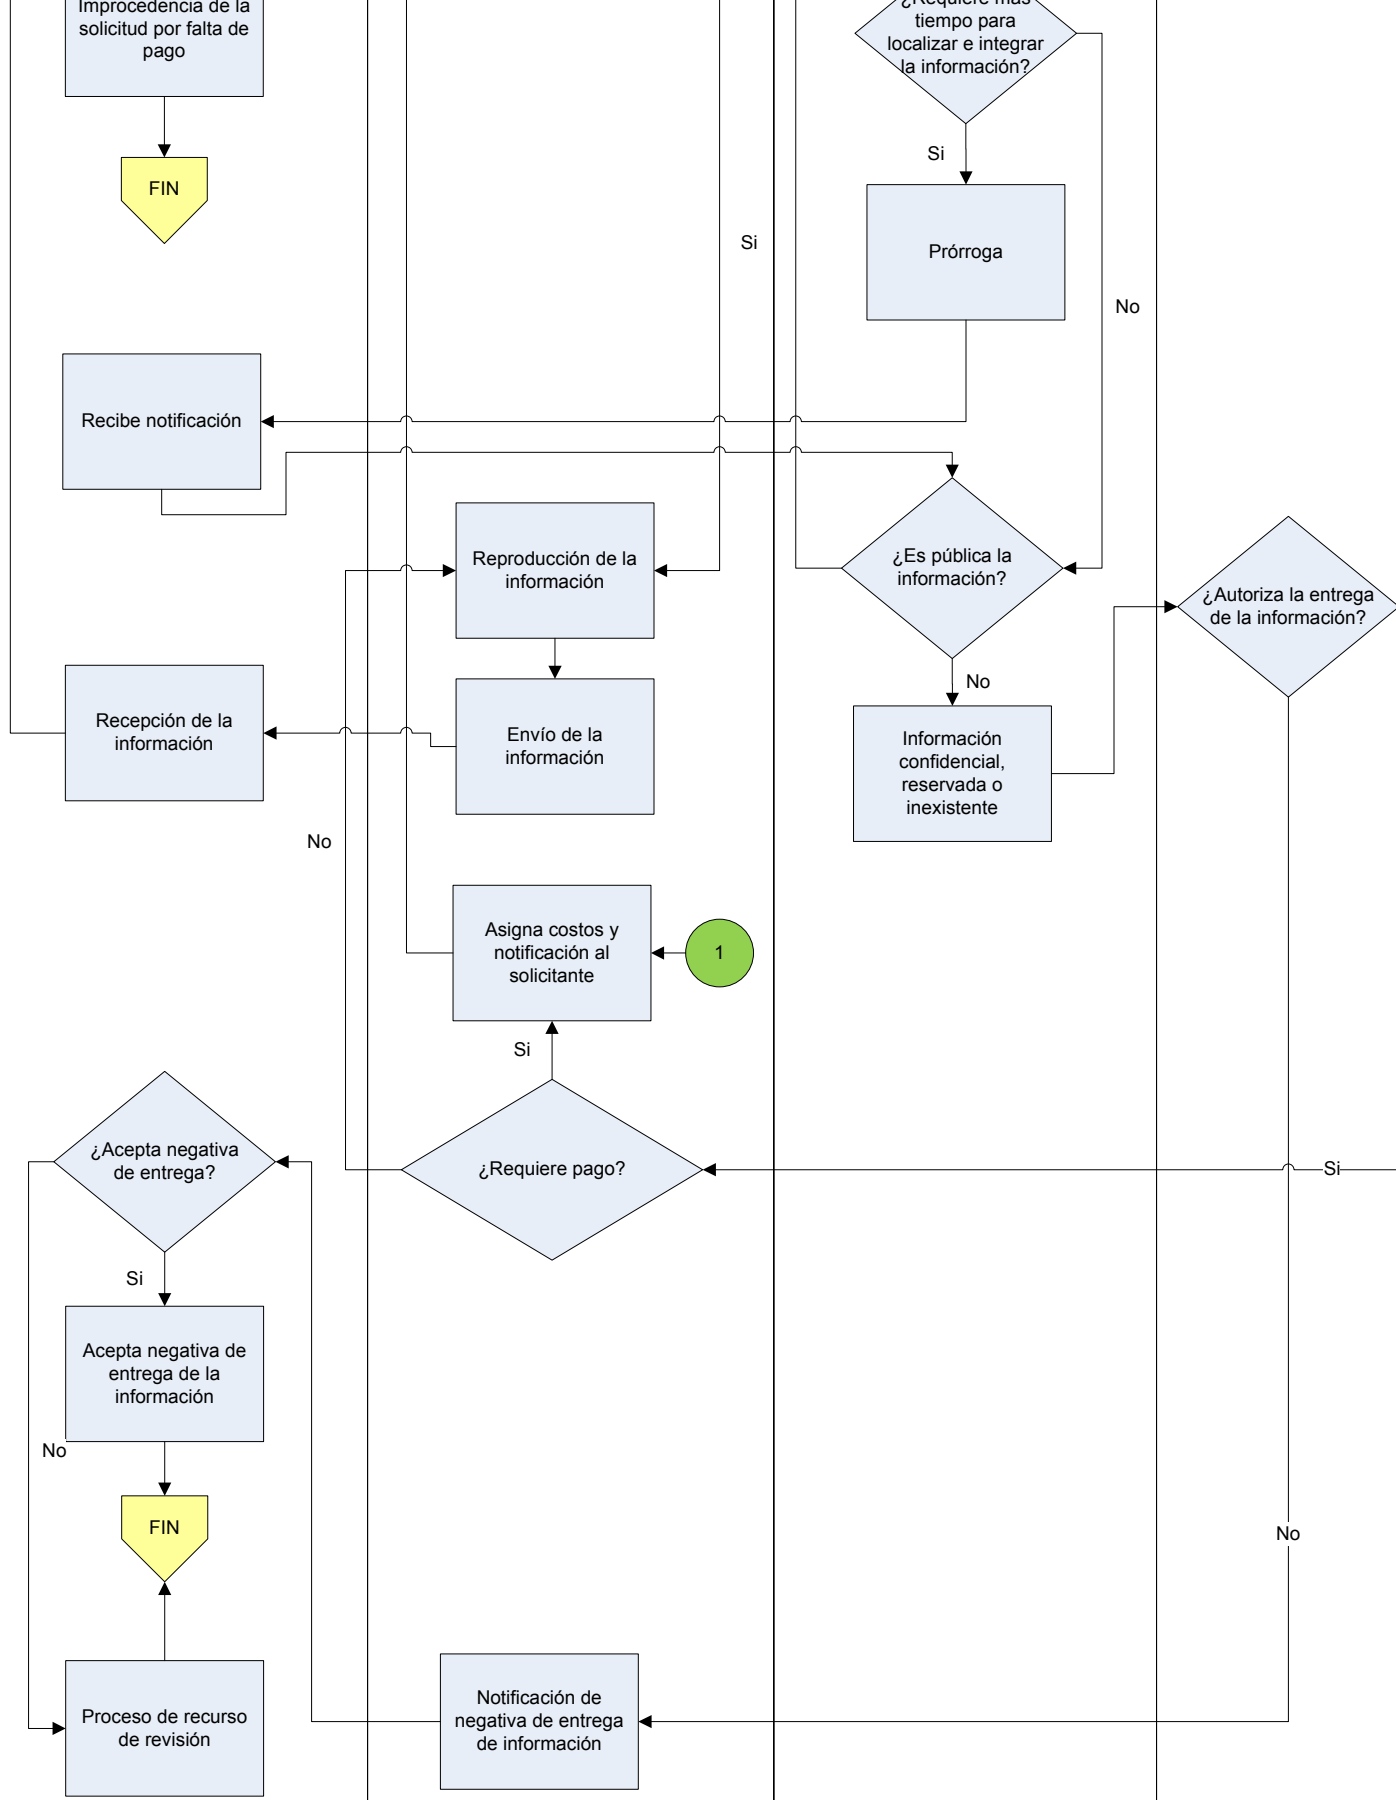 Improcedencia de la
solicitud por falta de
pago
FIN
¿Requiere más
tiempo para
localizar e integrar
la información?
Si
Prórroga
No
Si
Recibe notificación
Reproducción de la
información
¿Es pública la
información?
¿Autoriza la entrega
de la información?
No
Recepción de la
información
Envío de la
información
Información
confidencial,
reservada o
inexistente
No
Asigna costos y
notificación al
solicitante
1
Si
¿Acepta negativa
de entrega?
¿Requiere pago?
Si
Si
Acepta negativa de
entrega de la
información
No
FIN
No
Proceso de recurso
de revisión
Notificación de
negativa de entrega
de información